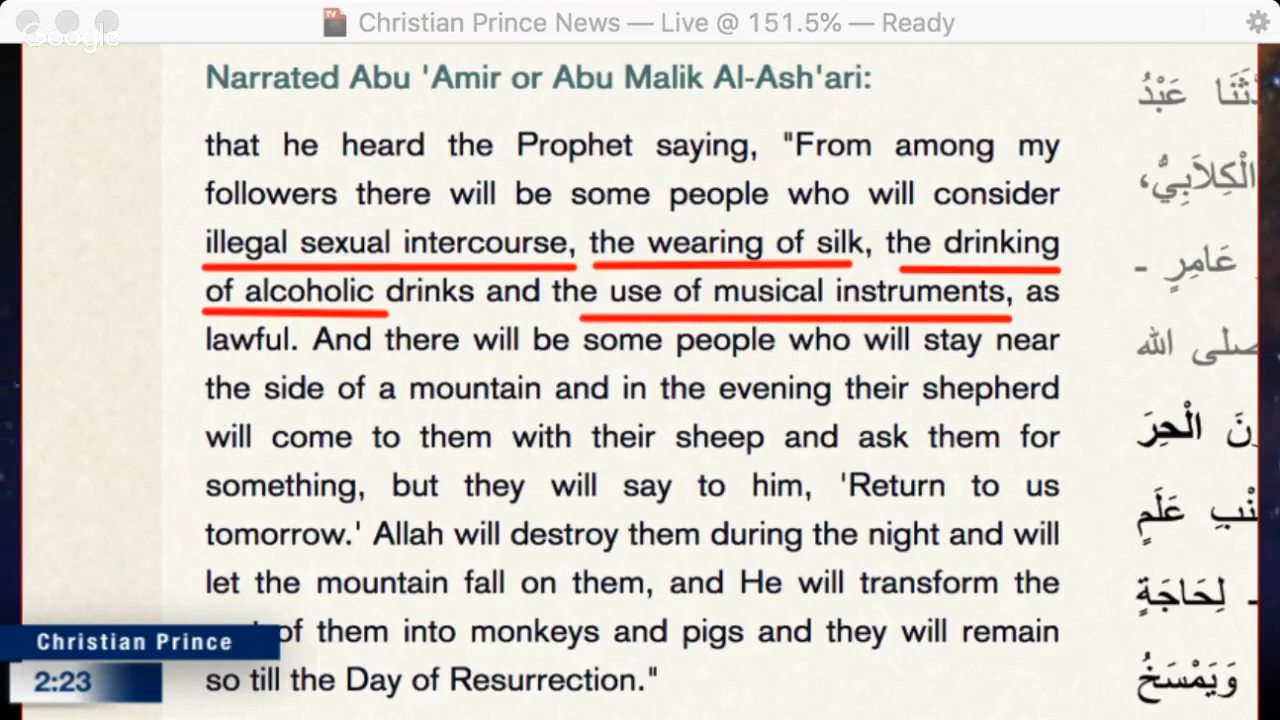 Christian Prince News — Live @ 151.5% — Ready
Google
TV
Narrated Abu 'Amir or Abu Malik Al-Ash'ari:
that he heard the Prophet saying, "From among my
followers there will be some people who will consider
illegal sexual intercourse, the wearing of silk, the drinking
of alcoholic drinks and the use of musical instruments, as
lawful. And there will be some people who will stay near
the side of a mountain and in the evening their shepherd
will come to them with their sheep and ask them for
something, but they will say to him, 'Return to us
tomorrow.' Allah will destroy them during the night and will
let the mountain fall on them, and He will transform the
of them into monkeys and pigs and they will remain
so till the Day of Resurrection."
عَبْدُ
الْكِلاَبِيُّ،
عَامِرٍ ـ
صلى الله
الْحِرَ
عَلَمٍ
لِحَاجَةٍ
وَيَمْسَخُ
Christian Prince
2:23